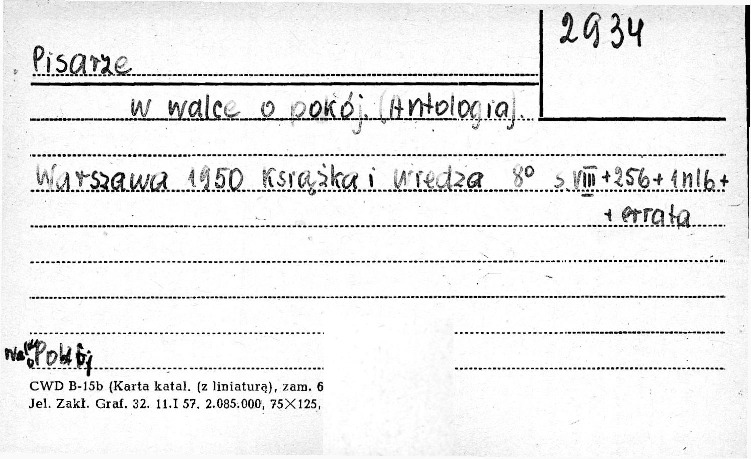 2934
Pisarze
w walce o pokój. (Antologia).
Warszawa 1950 Książka i Wiedza 8° s VIII + 256 + 1 nlb +
+ errata
Walka o Pokój
CWD B-15b (Karta katal. (z liniaturą), zam. 6
Jel. Zakł. Graf. 32. 11.I 57. 2.085.000, 75×125,